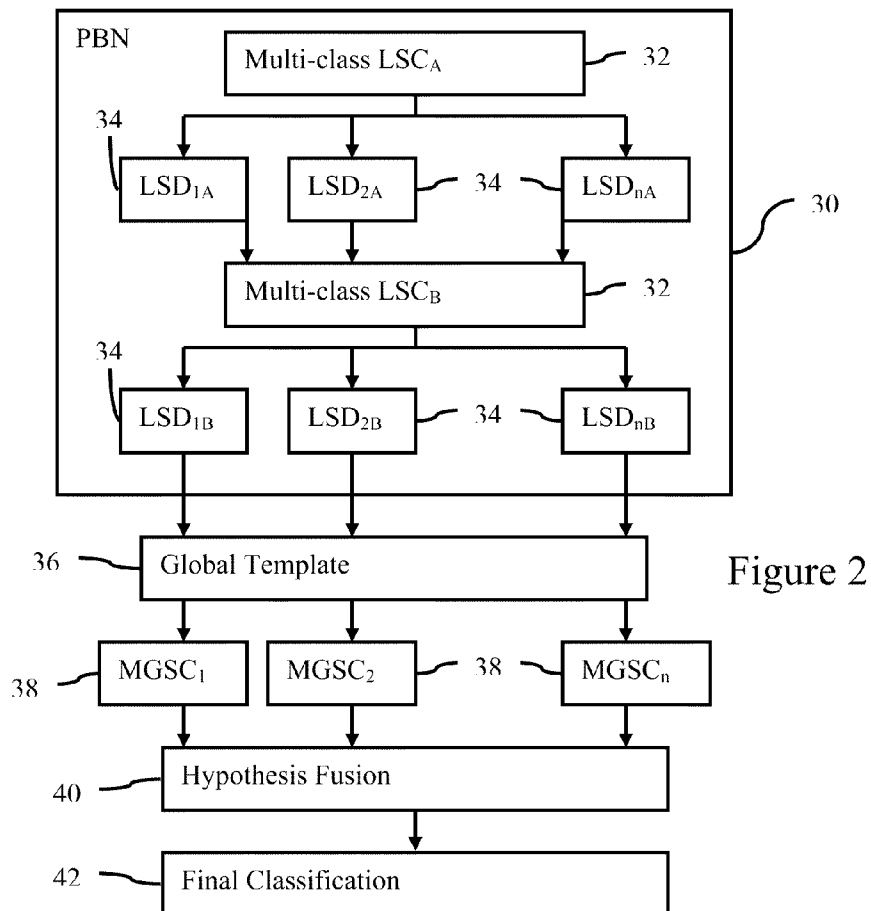 PBN
Multi-class LSC_A
32
34
LSD_1A
LSD_2A
34
LSD_nA
30
Multi-class LSC_B
32
34
LSD_1B
LSD_2B
34
LSD_nB
36
Global Template
Figure 2
38
MGSC_1
MGSC_2
38
MGSC_n
40
Hypothesis Fusion
42
Final Classification